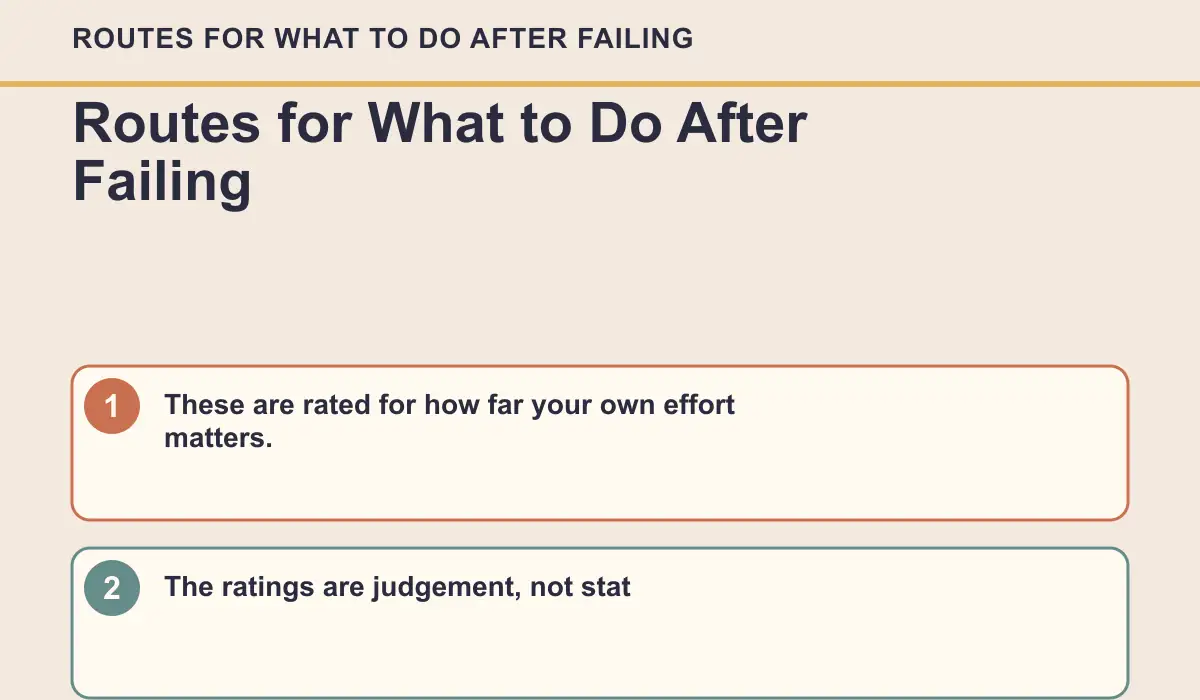 ROUTES FOR WHAT TO DO AFTER FAILING
Routes for What to Do After
Failing
1
These are rated for how far your own effort
matters.
2
The ratings are judgement, not stat